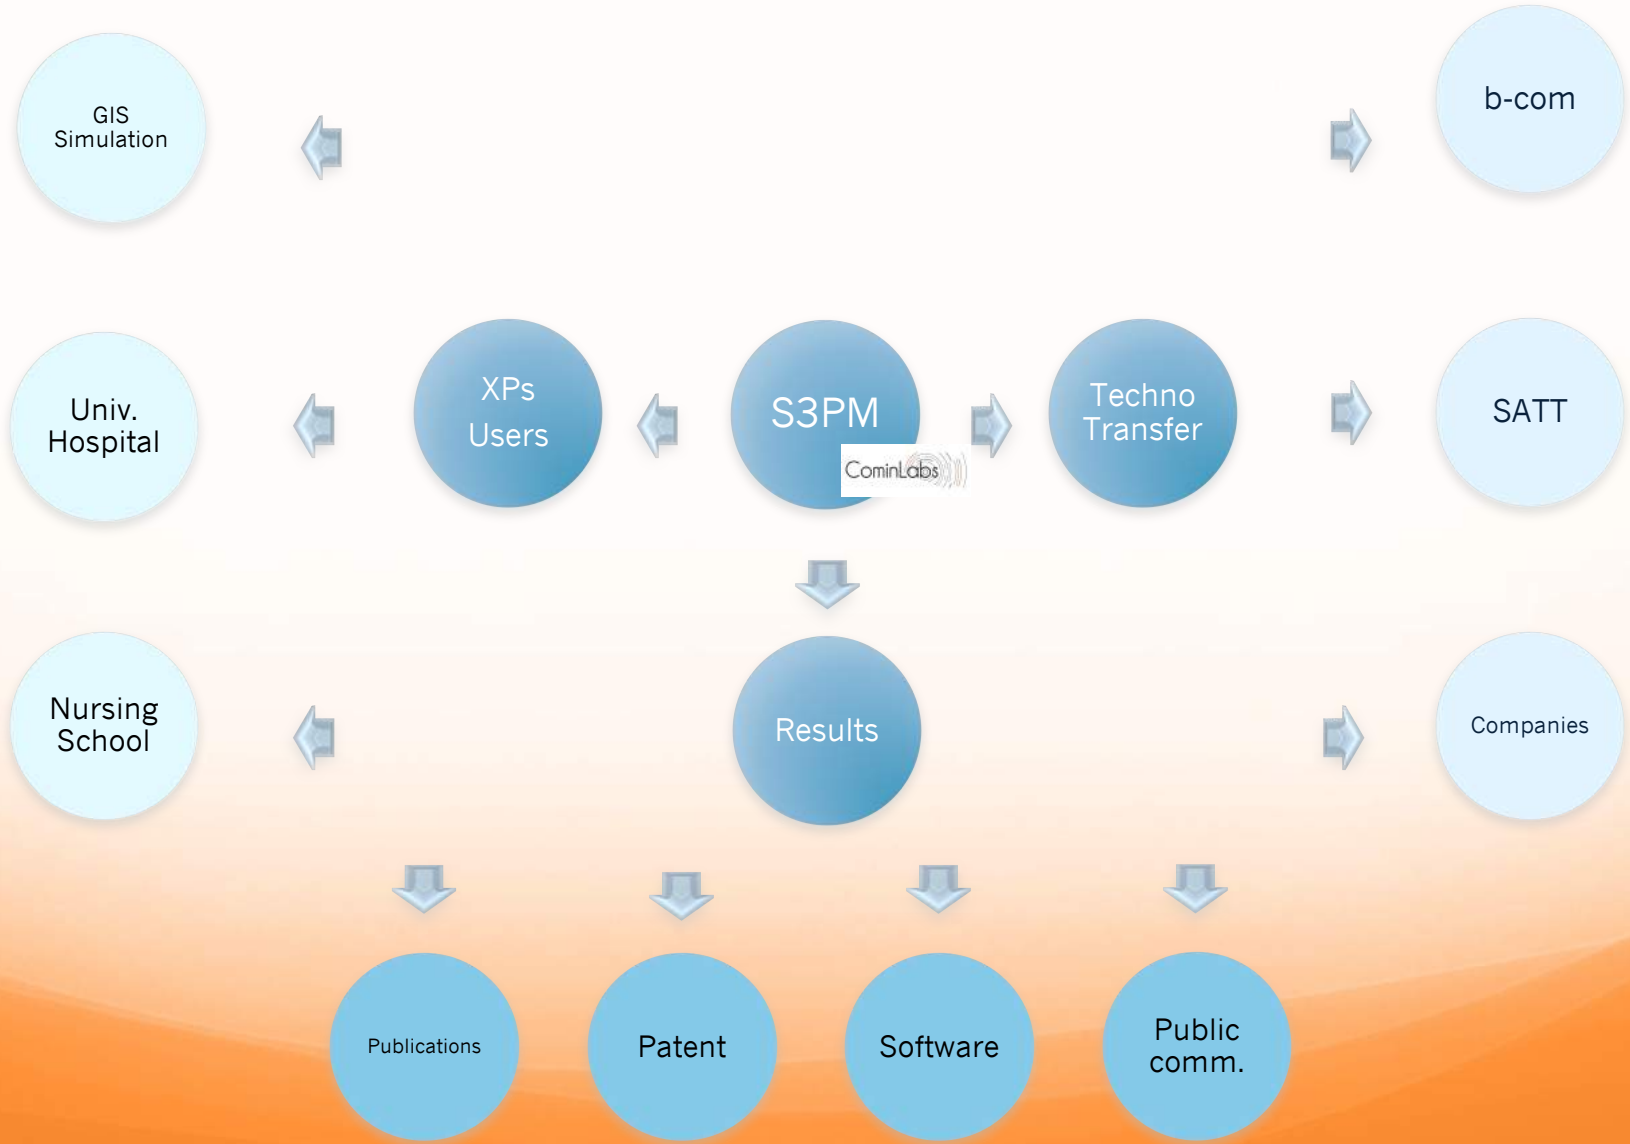 GIS
Simulation
b-com
Univ.
Hospital
XPs
Users
S3PM
CominLabs
Techno
Transfer
SATT
Nursing
School
Results
Companies
Publications
Patent
Software
Public
comm.